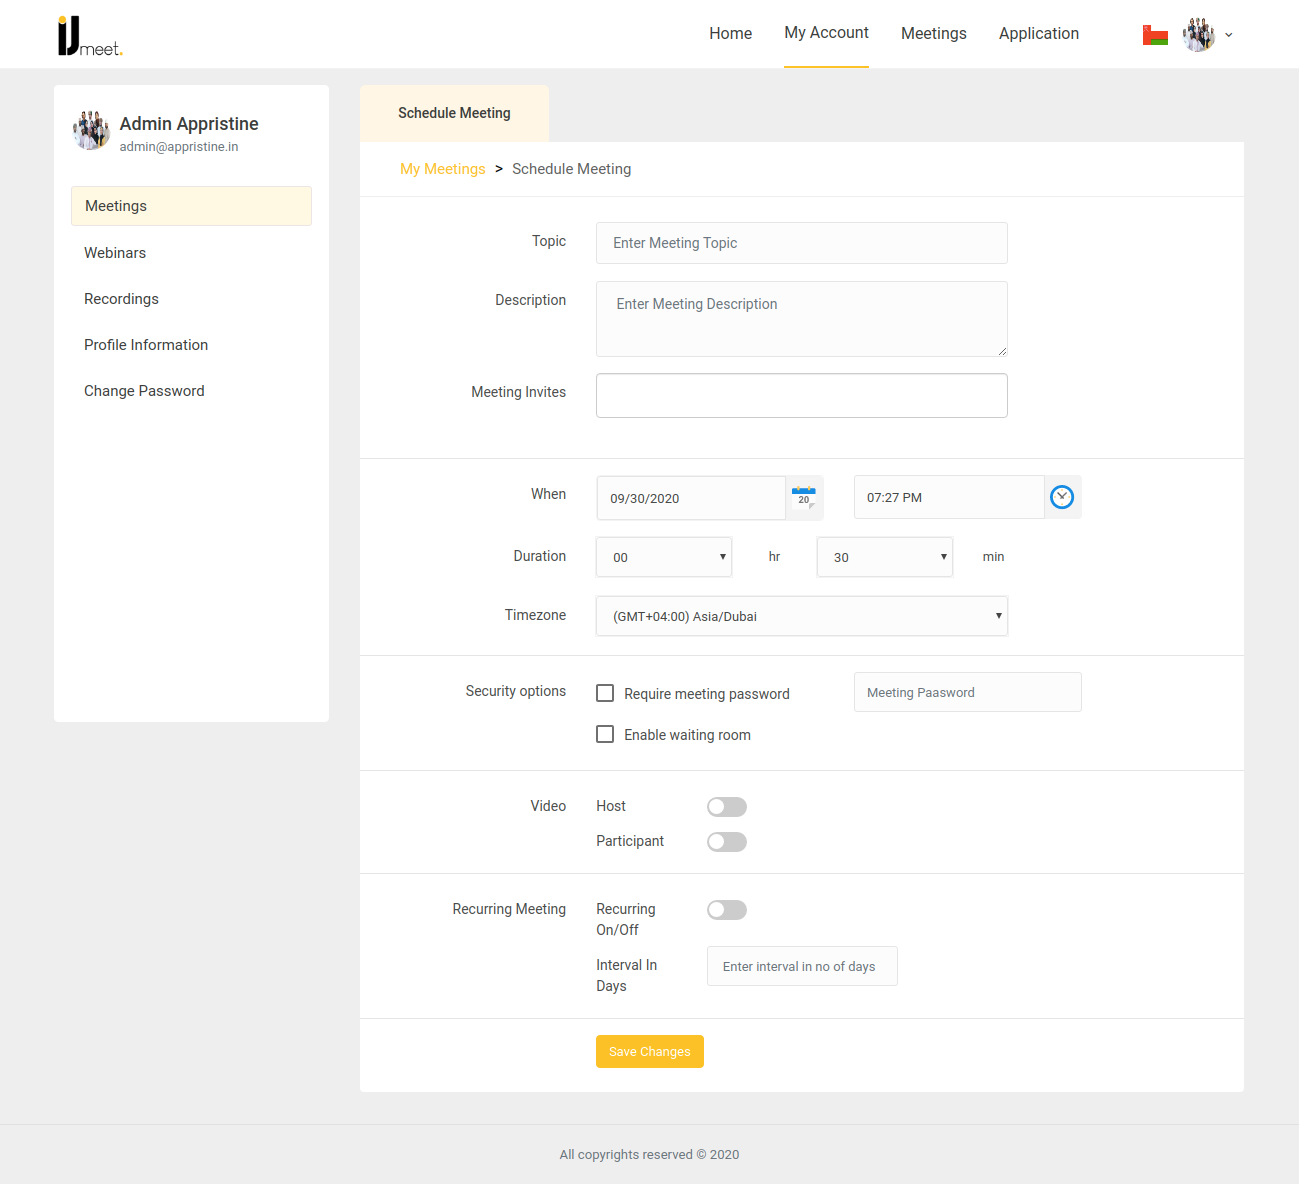 iJmeet.
Home
My Account
Meetings
Application
Admin Appristine
admin@appristine.in
Meetings
Webinars
Recordings
Profile Information
Change Password
Schedule Meeting
My Meetings > Schedule Meeting
Topic
Enter Meeting Topic
Description
Enter Meeting Description
Meeting Invites
When
09/30/2020
20
07:27 PM
Duration
00
hr
30
min
Timezone
(GMT+04:00) Asia/Dubai
Security options
Require meeting password
Meeting Paasword
Enable waiting room
Video
Host
Participant
Recurring Meeting
Recurring
On/Off
Interval In
Days
Enter interval in no of days
Save Changes
All copyrights reserved © 2020